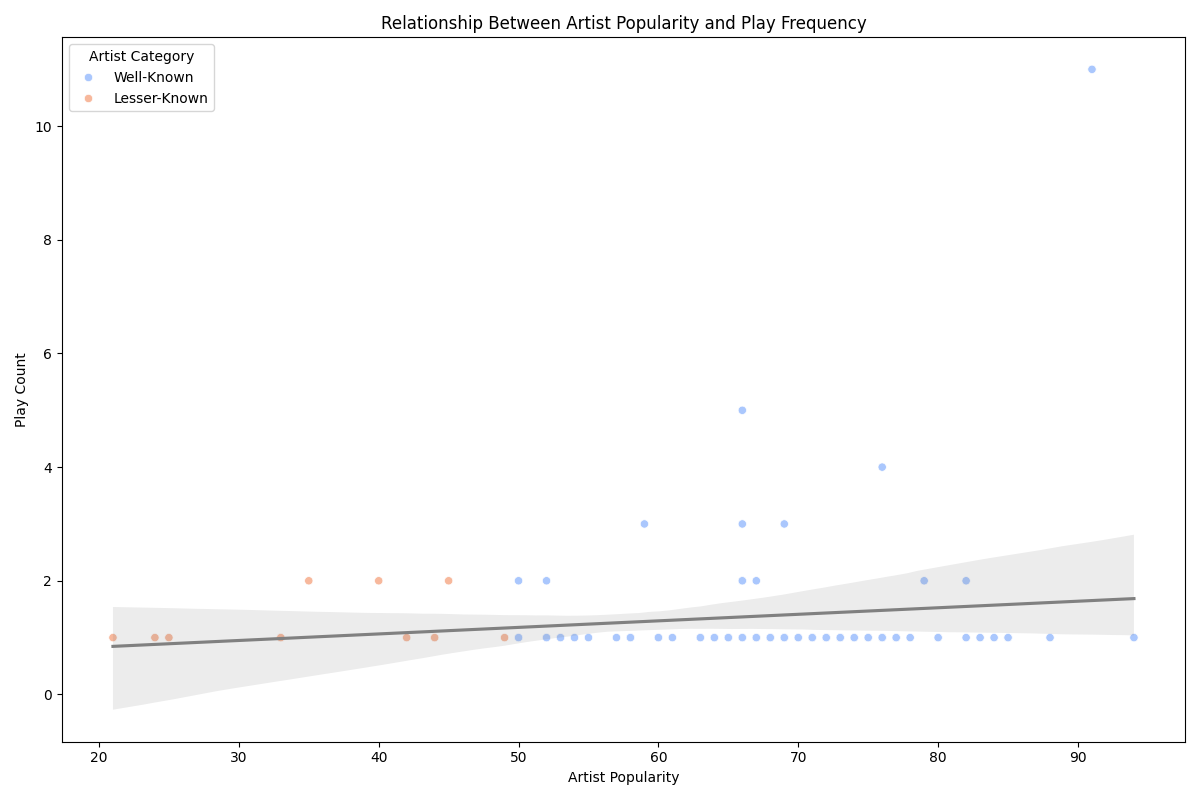 Relationship Between Artist Popularity and Play Frequency
Artist Category
Well-Known
Lesser-Known
Play Count
10
8
6
4
2
0
20 30 40 50 60 70 80 90
Artist Popularity